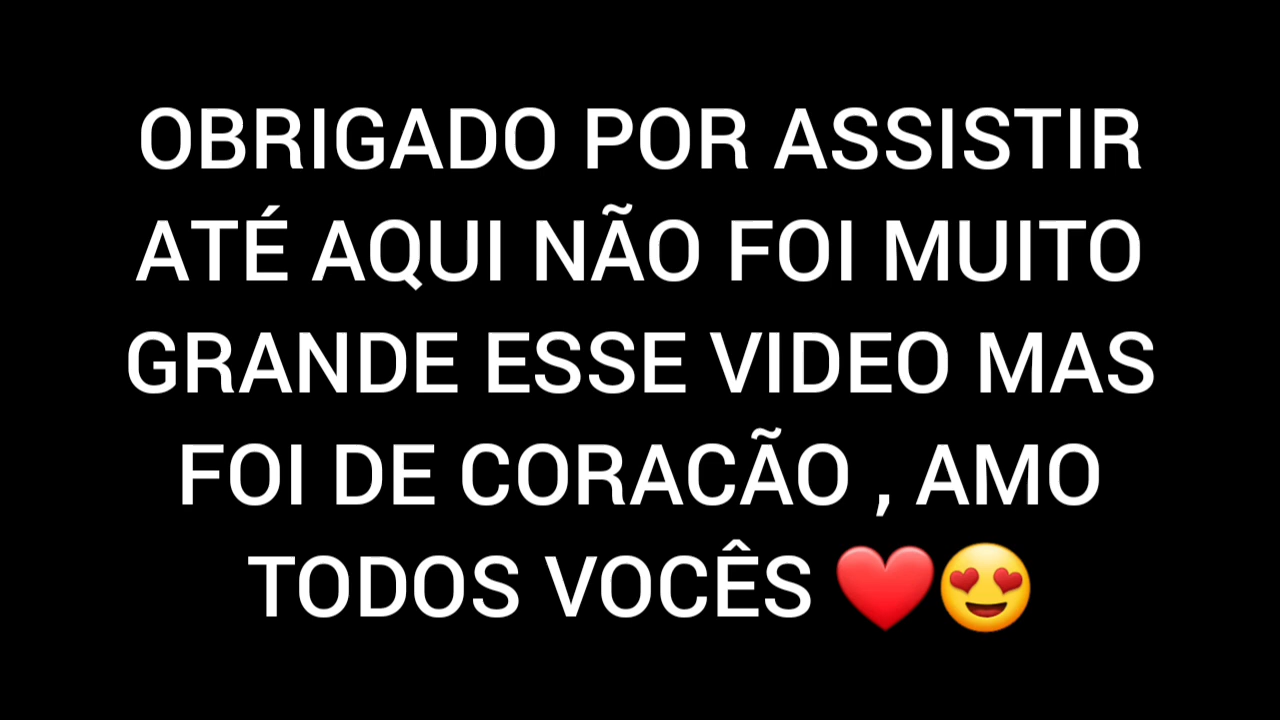 OBRIGADO POR ASSISTIR
ATÉ AQUI NÃO FOI MUITO
GRANDE ESSE VIDEO MAS
FOI DE CORACÃO , AMO
TODOS VOCÊS ❤️😍